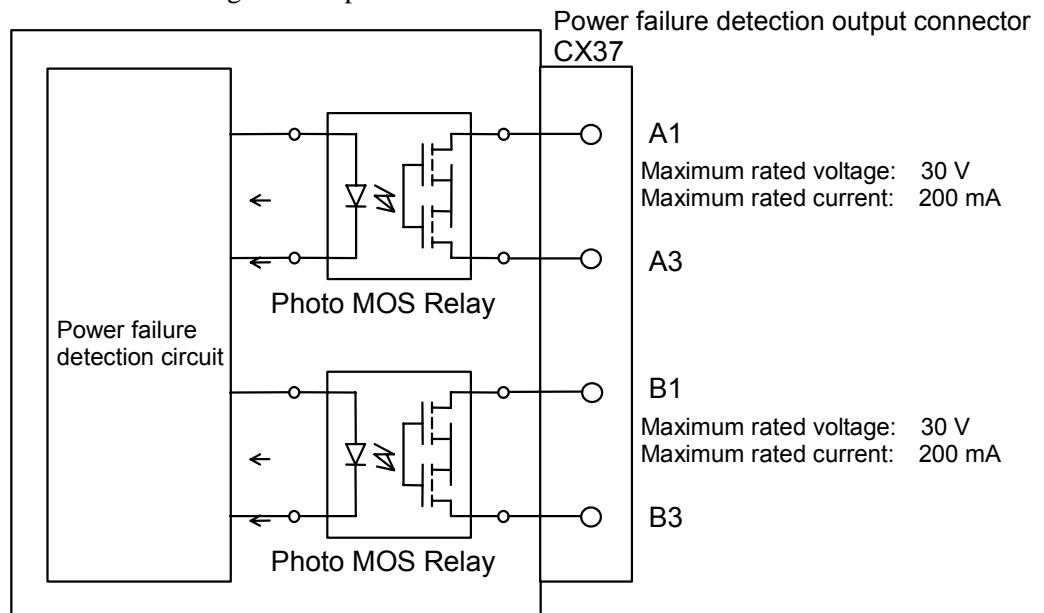 Power failure detection output connector
CX37
A1
Maximum rated voltage: 30 V
Maximum rated current: 200 mA
A3
Photo MOS Relay
Power failure
detection circuit
B1
Maximum rated voltage: 30 V
Maximum rated current: 200 mA
B3
Photo MOS Relay